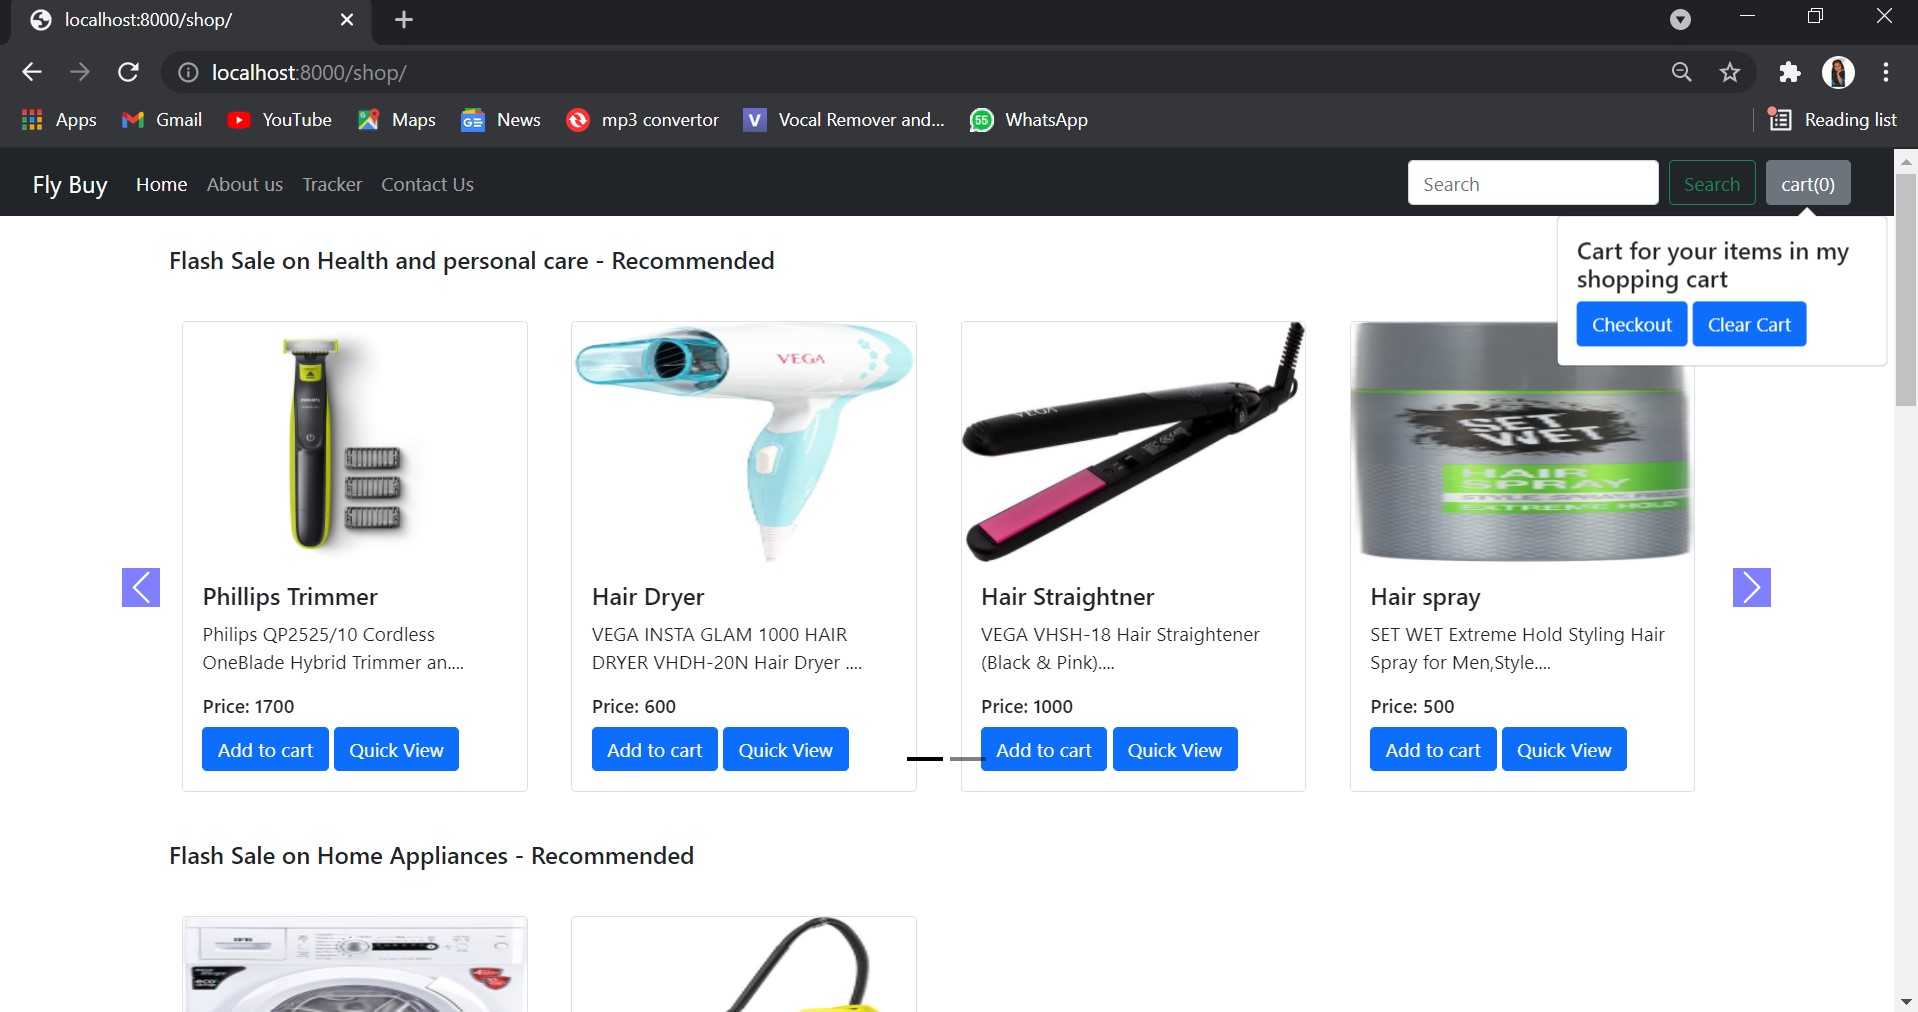 localhost:8000/shop/
localhost:8000/shop/
Apps Gmail YouTube Maps News mp3 convertor Vocal Remover and... 55 WhatsApp Reading list
Fly Buy Home About us Tracker Contact Us Search Search cart(0)
Cart for your items in my
shopping cart
Checkout Clear Cart
Flash Sale on Health and personal care - Recommended
VEGA
VEGA
SET
WET
HAIR
SPRAY
EXTREME HOLD
Phillips Trimmer
Philips QP2525/10 Cordless
OneBlade Hybrid Trimmer an....
Price: 1700
Add to cart Quick View
Hair Dryer
VEGA INSTA GLAM 1000 HAIR
DRYER VHDH-20N Hair Dryer ....
Price: 600
Add to cart Quick View
Hair Straightner
VEGA VHSH-18 Hair Straightener
(Black & Pink)....
Price: 1000
Add to cart Quick View
Hair spray
SET WET Extreme Hold Styling Hair
Spray for Men,Style....
Price: 500
Add to cart Quick View
Flash Sale on Home Appliances - Recommended
IFB